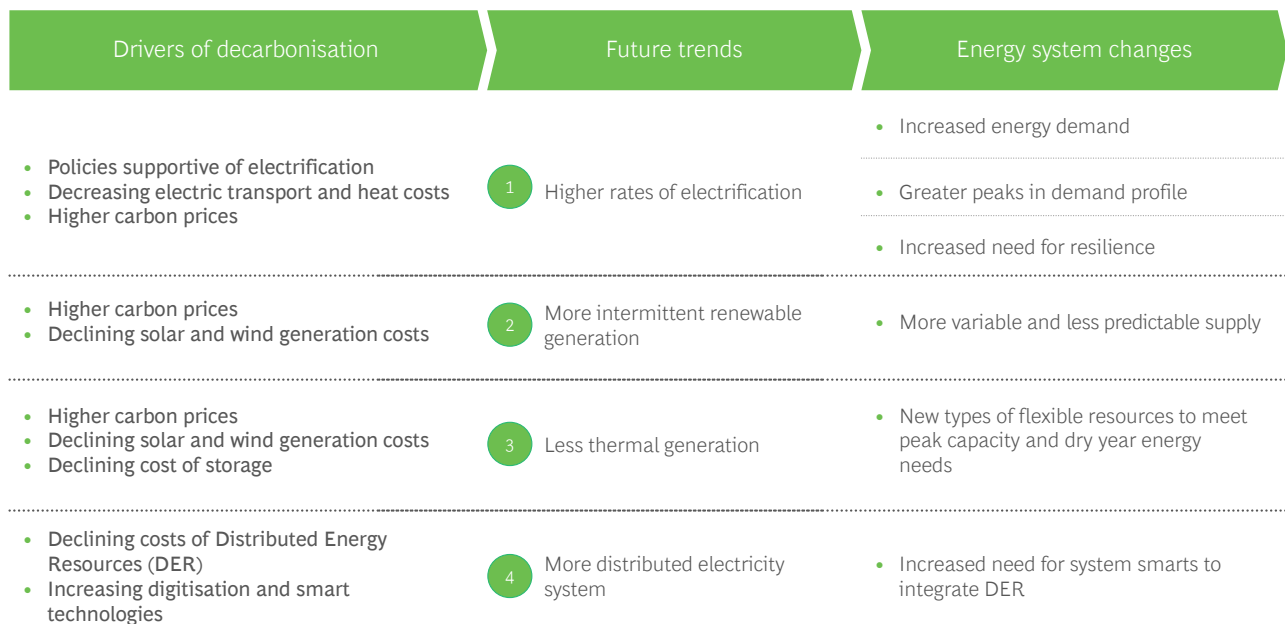 Drivers of decarbonisation
Future trends
Energy system changes
• Policies supportive of electrification
• Decreasing electric transport and heat costs
• Higher carbon prices
1
Higher rates of electrification
• Increased energy demand
• Greater peaks in demand profile
• Increased need for resilience
• Higher carbon prices
• Declining solar and wind generation costs
2
More intermittent renewable
generation
• More variable and less predictable supply
• Higher carbon prices
• Declining solar and wind generation costs
• Declining cost of storage
3
Less thermal generation
• New types of flexible resources to meet
peak capacity and dry year energy
needs
• Declining costs of Distributed Energy
Resources (DER)
• Increasing digitisation and smart
technologies
4
More distributed electricity
system
• Increased need for system smarts to
integrate DER